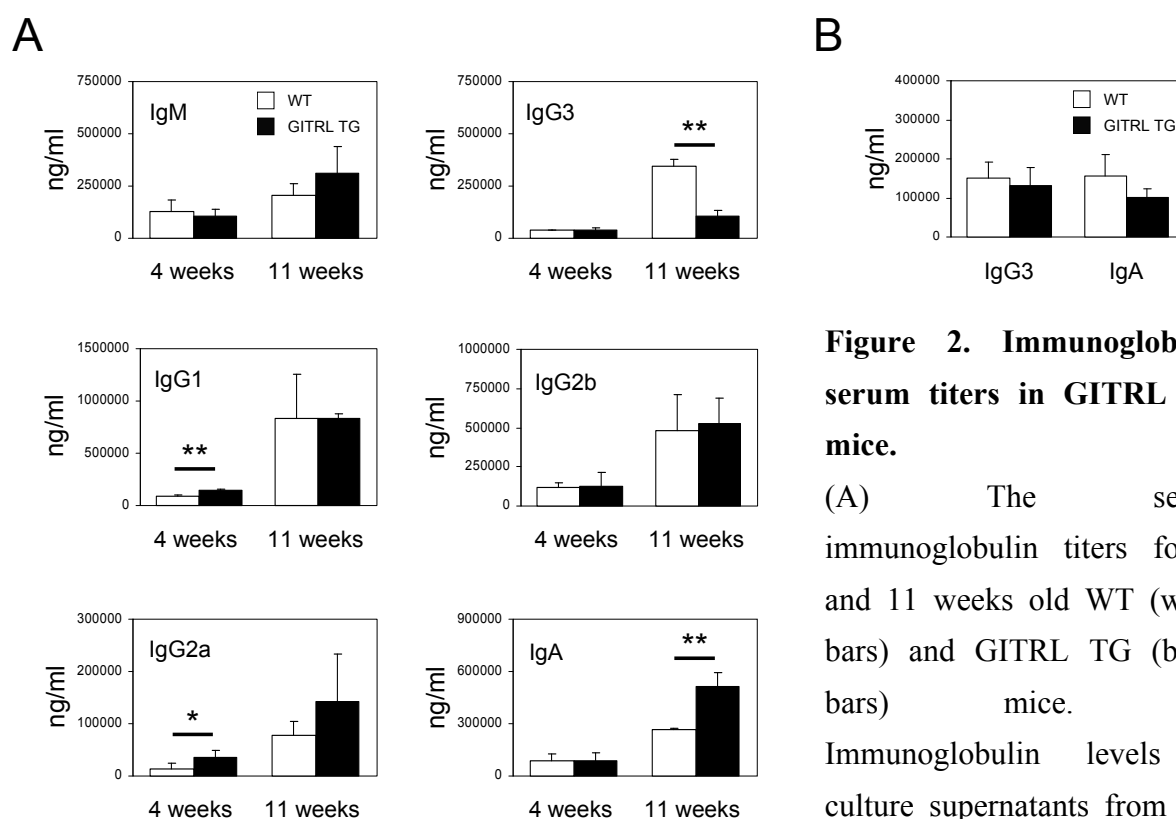 A
750000
500000
250000
0
ng/ml
IgM
WT
GITRL TG
4 weeks 11 weeks
750000
500000
250000
0
ng/ml
IgG3
**
4 weeks 11 weeks
1500000
1000000
500000
0
ng/ml
IgG1
**
4 weeks 11 weeks
1000000
750000
500000
250000
0
ng/ml
IgG2b
4 weeks 11 weeks
300000
200000
100000
0
ng/ml
IgG2a
*
4 weeks 11 weeks
900000
600000
300000
0
ng/ml
IgA
**
4 weeks 11 weeks
B
400000
300000
200000
100000
0
ng/ml
WT
GITRL TG
IgG3 IgA
Figure 2. Immunoglob
serum titers in GITRL
mice.
(A) The se
immunoglobulin titers fo
and 11 weeks old WT (w
bars) and GITRL TG (b
bars) mice.
Immunoglobulin levels
culture supernatants from